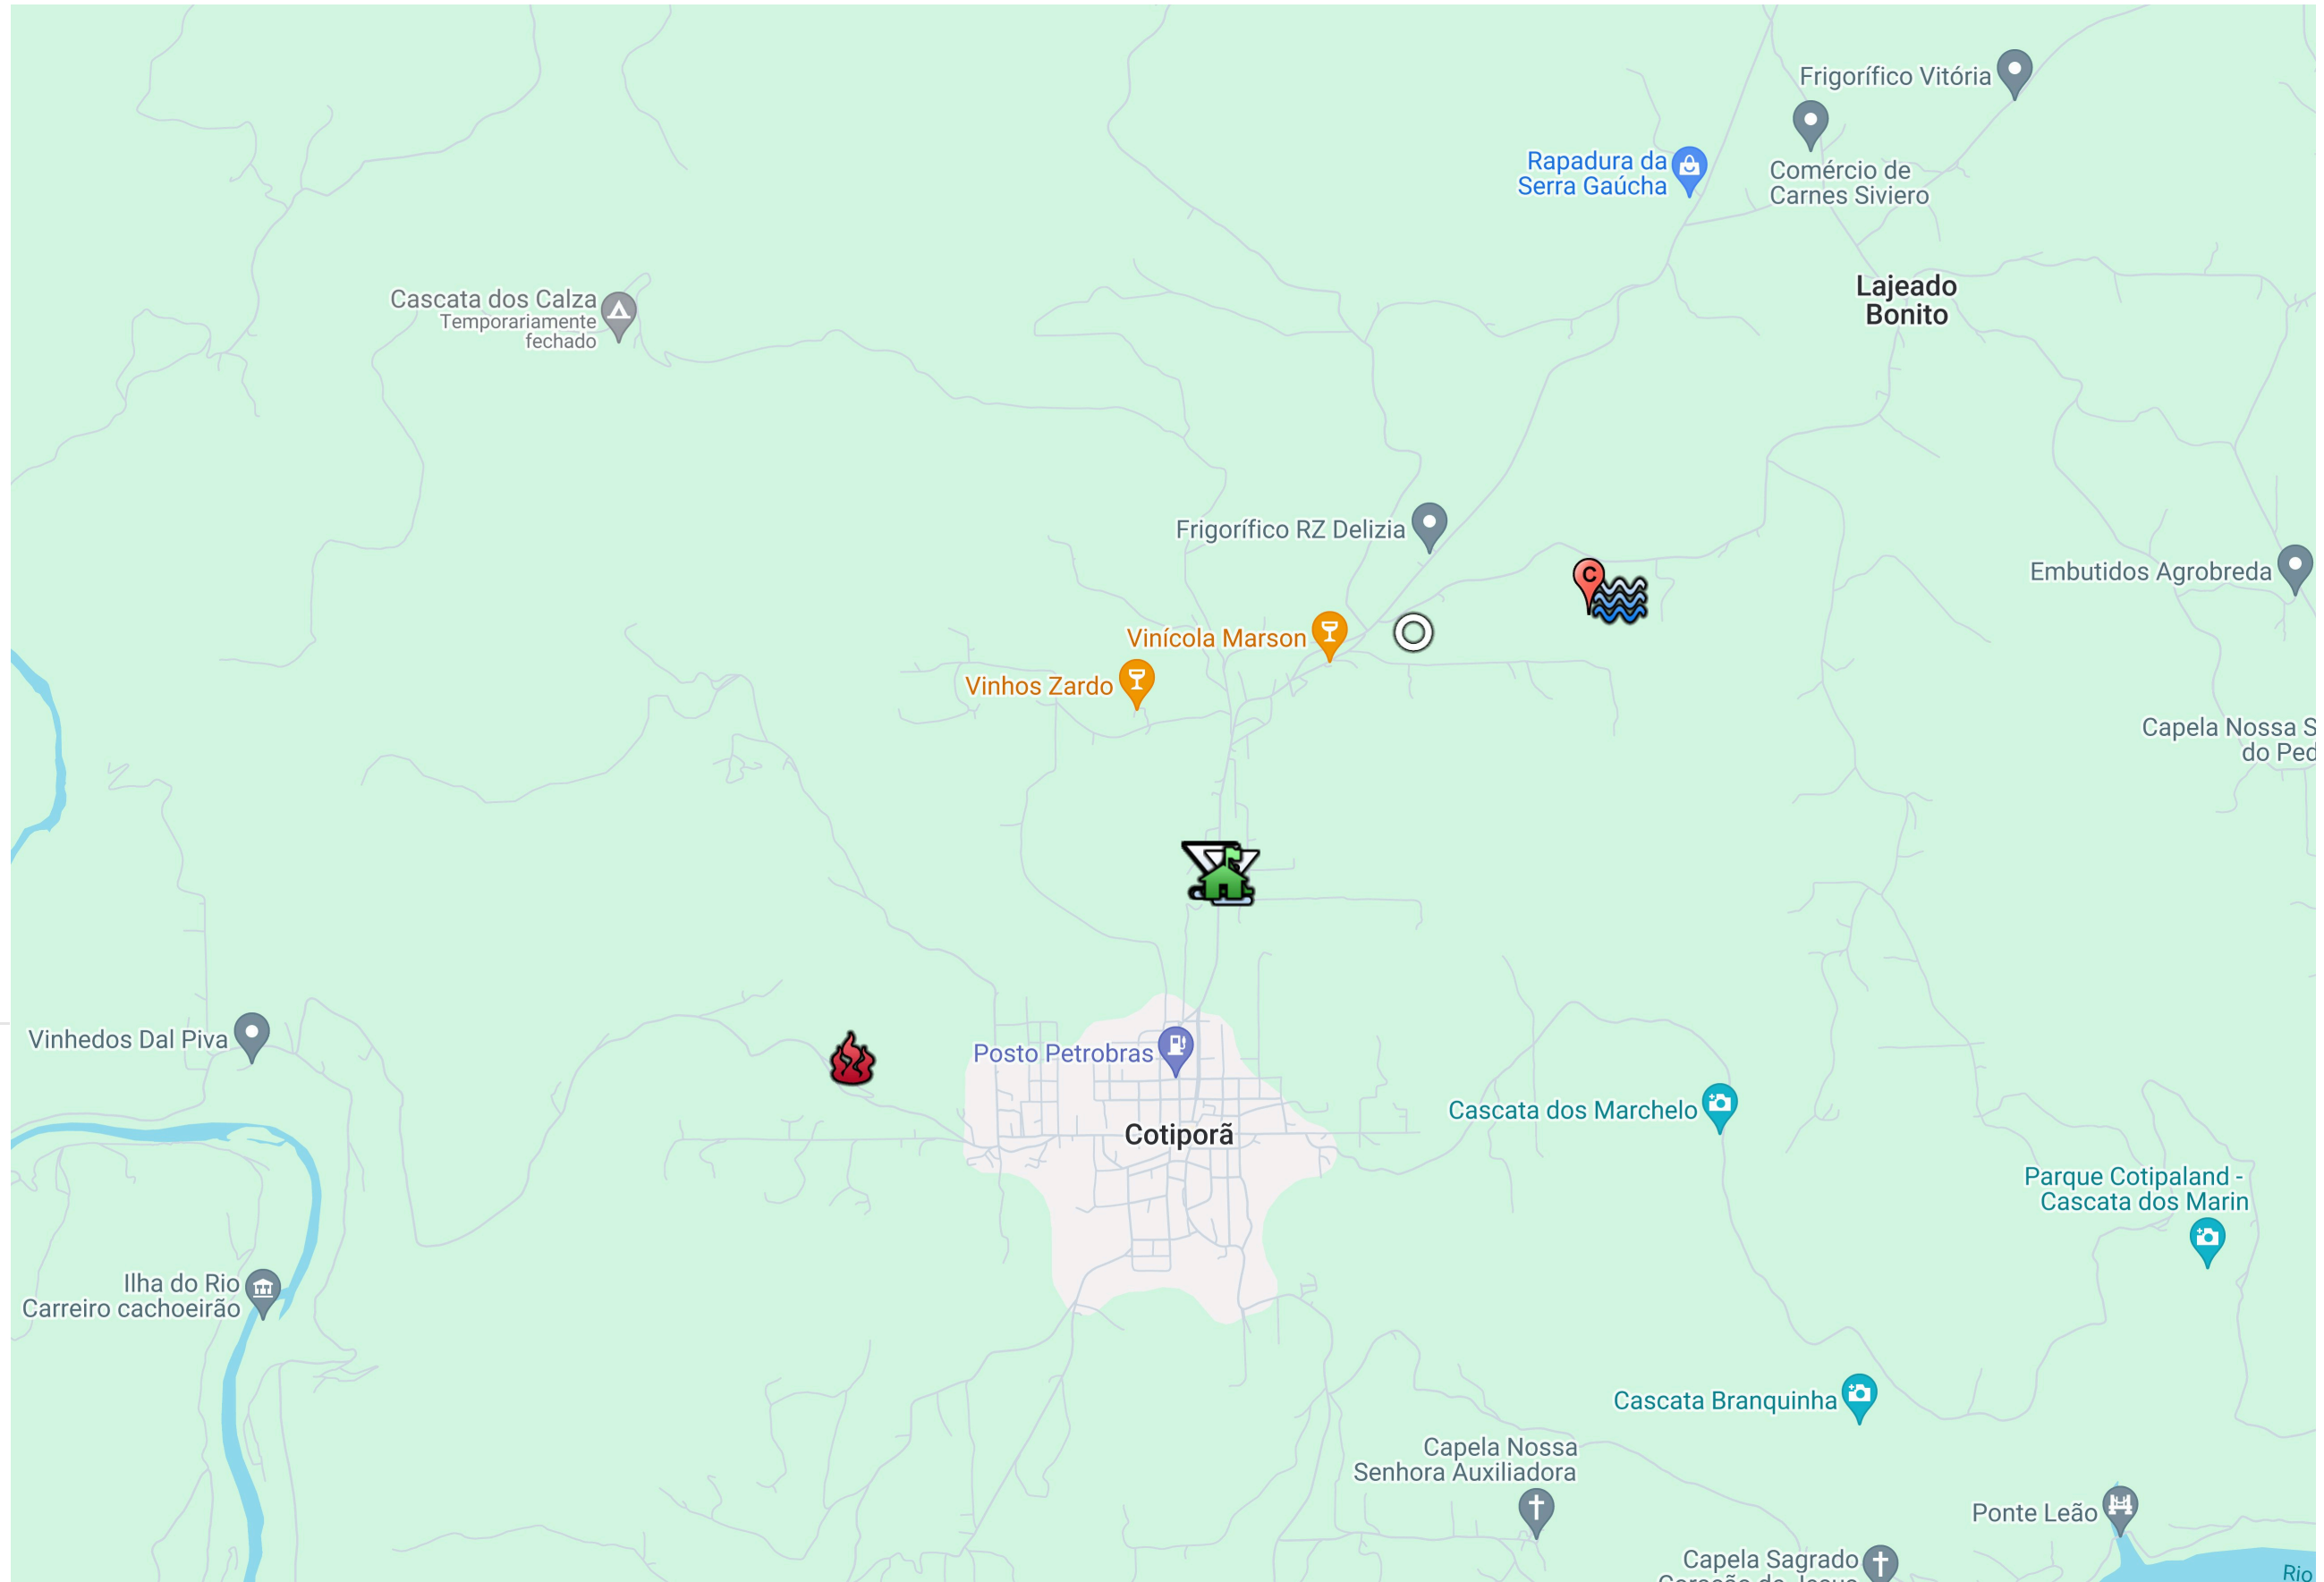 Frigorífico Vitória
Rapadura da
Serra Gaúcha
Comércio de
Carnes Siviero
Lajeado
Bonito
Cascata dos Calza
Temporariamente
fechado
Frigorífico RZ Delizia
C
Embutidos Agrobreda
Vinícola Marson
Vinhos Zardo
Capela Nossa S
do Ped
Vinhedos Dal Piva
Posto Petrobras
Cotiporã
Cascata dos Marchelo
Parque Cotipaland -
Cascata dos Marin
Ilha do Rio
Carreiro cachoeirão
Cascata Branquinha
Capela Nossa
Senhora Auxiliadora
Ponte Leão
Capela Sagrado
Rio